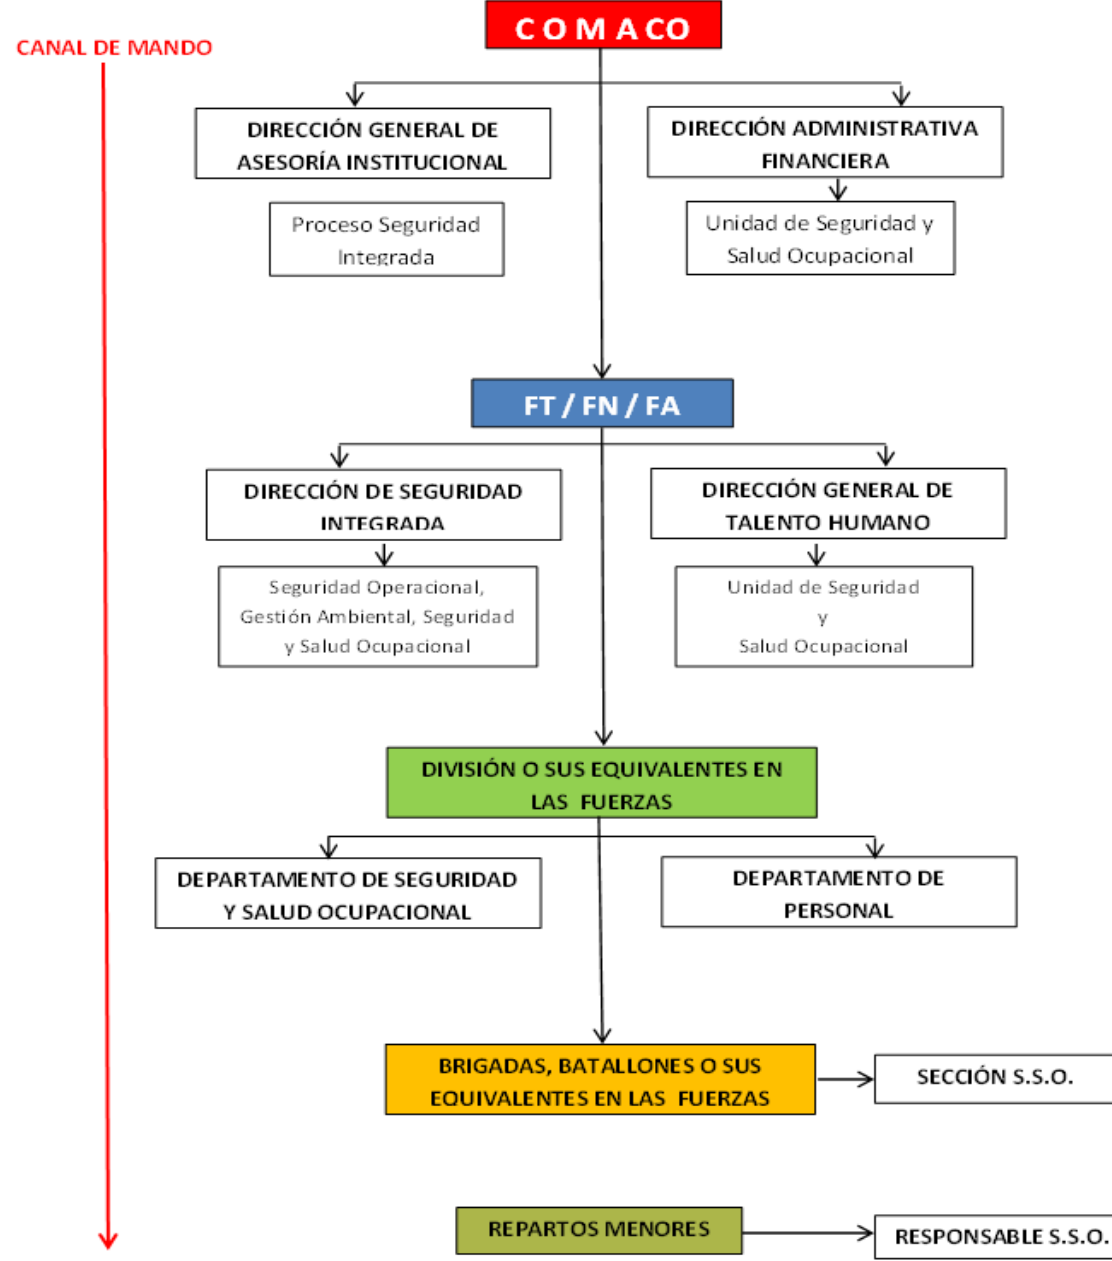 C O M A CO
CANAL DE MANDO
DIRECCIÓN GENERAL DE
ASESORÍA INSTITUCIONAL
DIRECCIÓN ADMINISTRATIVA
FINANCIERA
Proceso Seguridad
Integrada
Unidad de Seguridad y
Salud Ocupacional
FT / FN / FA
DIRECCIÓN DE SEGURIDAD
INTEGRADA
DIRECCIÓN GENERAL DE
TALENTO HUMANO
Seguridad Operacional,
Gestión Ambiental, Seguridad
y Salud Ocupacional
Unidad de Seguridad
y
Salud Ocupacional
DIVISIÓN O SUS EQUIVALENTES EN
LAS FUERZAS
DEPARTAMENTO DE SEGURIDAD
Y SALUD OCUPACIONAL
DEPARTAMENTO DE
PERSONAL
BRIGADAS, BATALLONES O SUS
EQUIVALENTES EN LAS FUERZAS
SECCIÓN S.S.O.
REPARTOS MENORES
RESPONSABLE S.S.O.